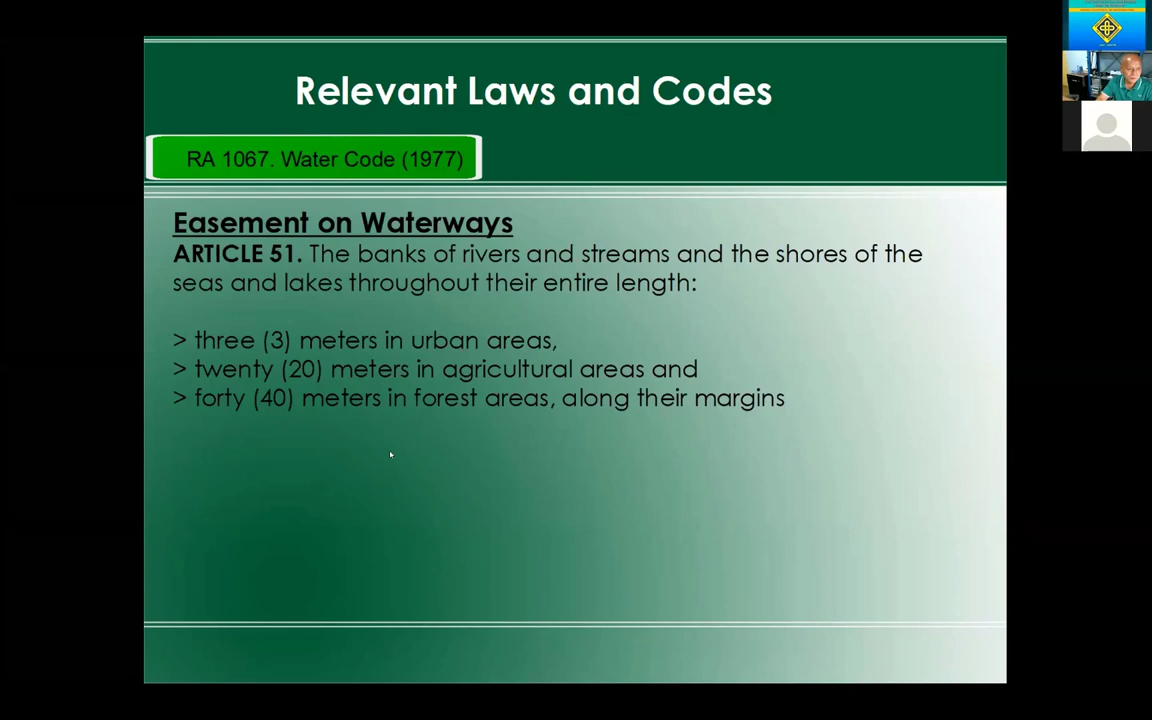 Relevant Laws and Codes
RA 1067. Water Code (1977)
Easement on Waterways
ARTICLE 51. The banks of rivers and streams and the shores of the
seas and lakes throughout their entire length:
> three (3) meters in urban areas,
> twenty (20) meters in agricultural areas and
> forty (40) meters in forest areas, along their margins